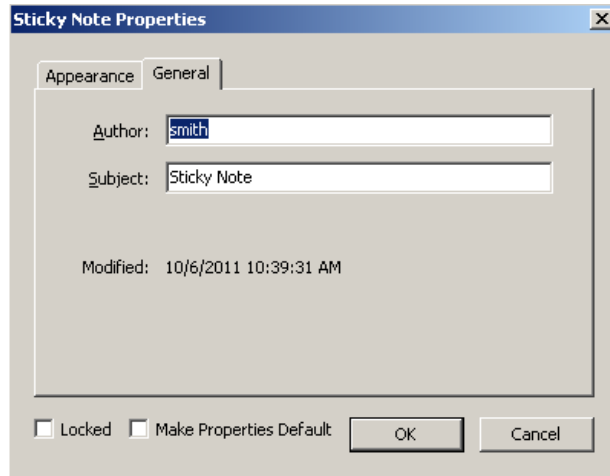 Sticky Note Properties
Appearance General
Author: smith
Subject: Sticky Note
Modified: 10/6/2011 10:39:31 AM
Locked Make Properties Default OK Cancel